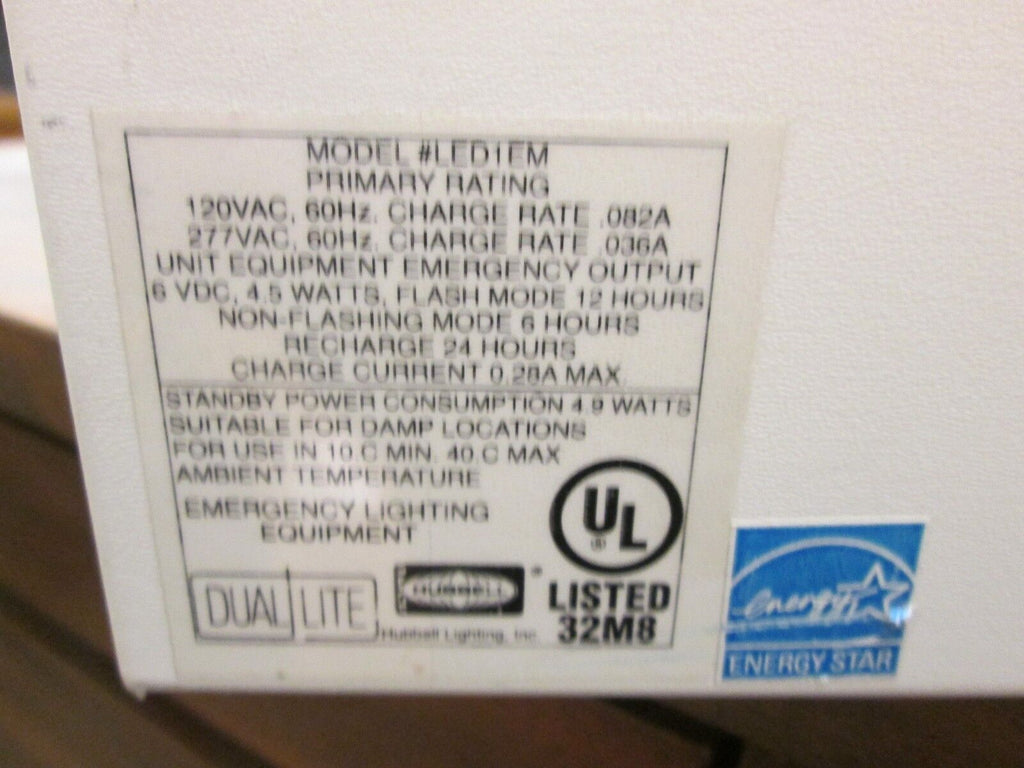 MODEL #LED1EM
PRIMARY RATING
120VAC, 60Hz. CHARGE RATE .082A
277VAC, 60Hz. CHARGE RATE .036A
UNIT EQUIPMENT EMERGENCY OUTPUT
6 VDC, 4.5 WATTS, FLASH MODE 12 HOURS
NON-FLASHING MODE 6 HOURS
RECHARGE 24 HOURS
CHARGE CURRENT 0.28A MAX.
STANDBY POWER CONSUMPTION 4.9 WATTS
SUITABLE FOR DAMP LOCATIONS
FOR USE IN 10.C MIN. 40.C MAX
AMBIENT TEMPERATURE
EMERGENCY LIGHTING
EQUIPMENT
UL ®
LISTED
32M8
DUAL LITE
HUBBELL
Hubbell Lighting, Inc.
energy
ENERGY STAR